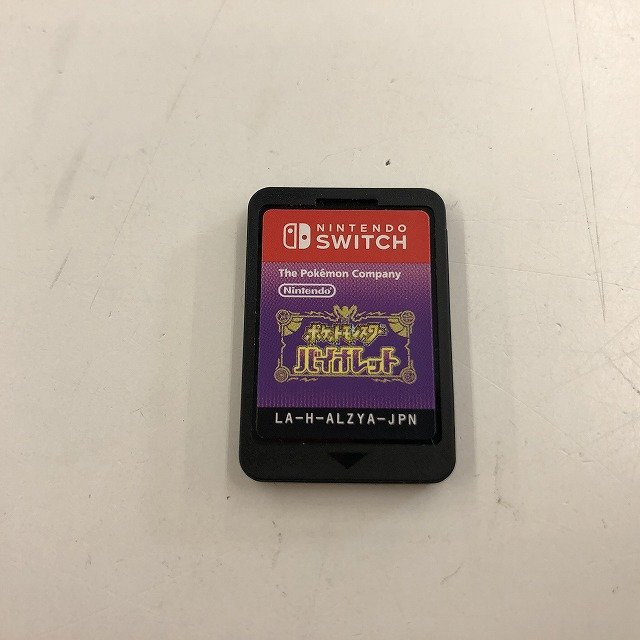 NINTENDO
SWITCH
The Pokémon Company
Nintendo
ポケットモンスター
バイオレット
LA-H-ALZYA-JPN